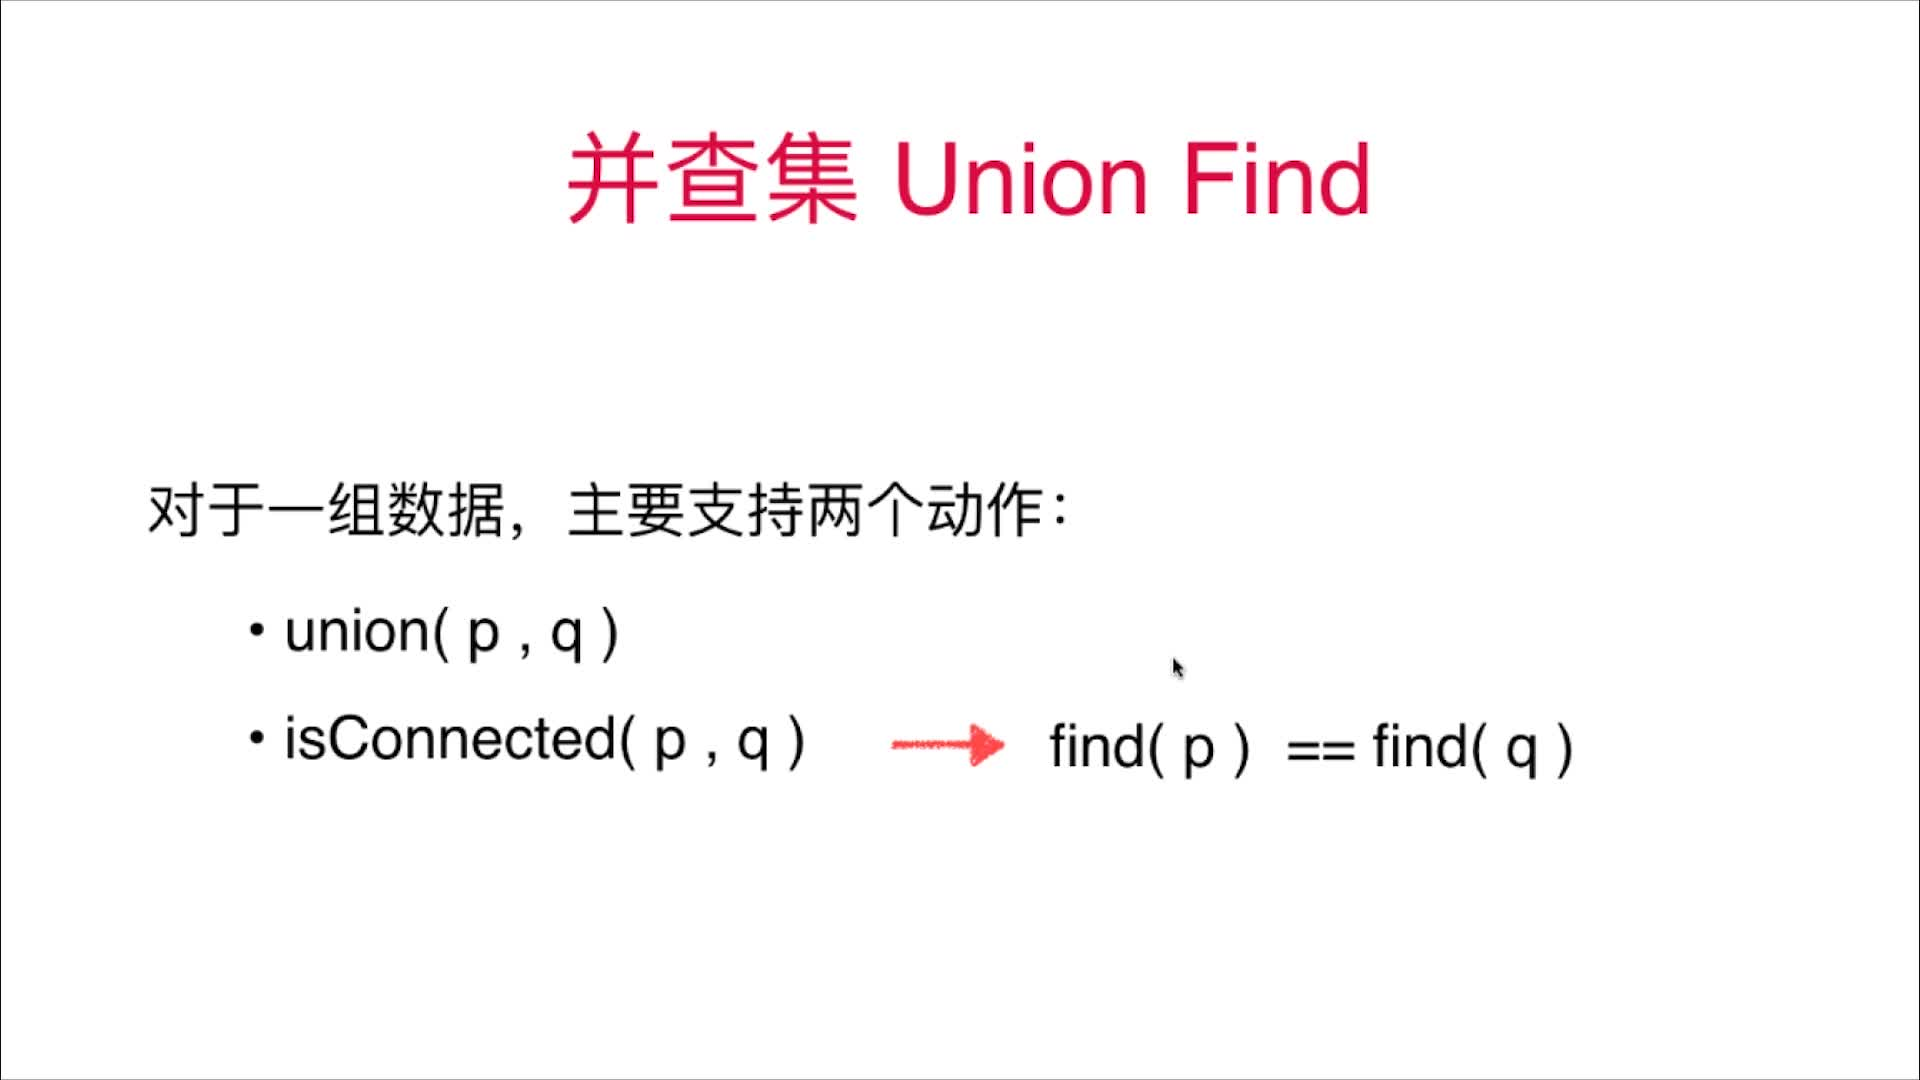 并查集 Union Find
对于一组数据，主要支持两个动作：
• union( p , q )
• isConnected( p , q ) → find( p ) == find( q )